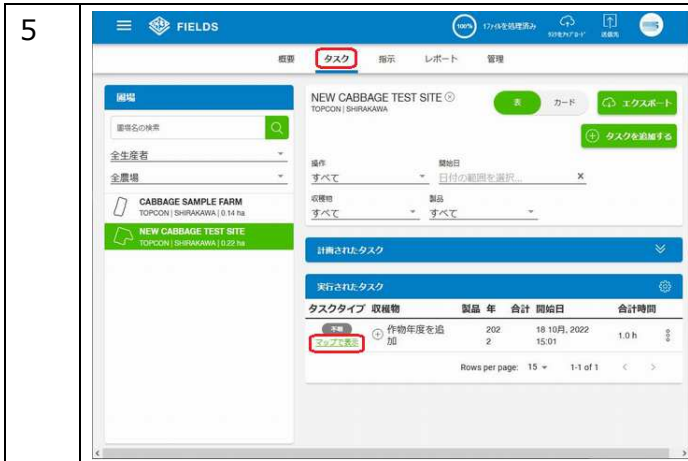 5
FIELDS
100%
1ファイルを処理済み
送信先
概要 タスク 指示 レポート 管理
圃場
圃場名の検索
全生産者
全農場
CABBAGE SAMPLE FARM
TOPCON | SHIRAKAWA | 0.14 ha
NEW CABBAGE TEST SITE
TOPCON | SHIRAKAWA | 0.22 ha
NEW CABBAGE TEST SITE
TOPCON | SHIRAKAWA
表 カード
エクスポート
タスクを追加する
操作 開始日
すべて 日付の範囲を選択... x
収穫物 製品
すべて すべて
計画されたタスク
実行されたタスク
タスクタイプ 収穫物 製品 年 合計 開始日 合計時間
不明 作物年度を追 202 18 10月, 2022 1.0 h
マップで表示 加 2 15:01
Rows per page: 15 1-1 of 1